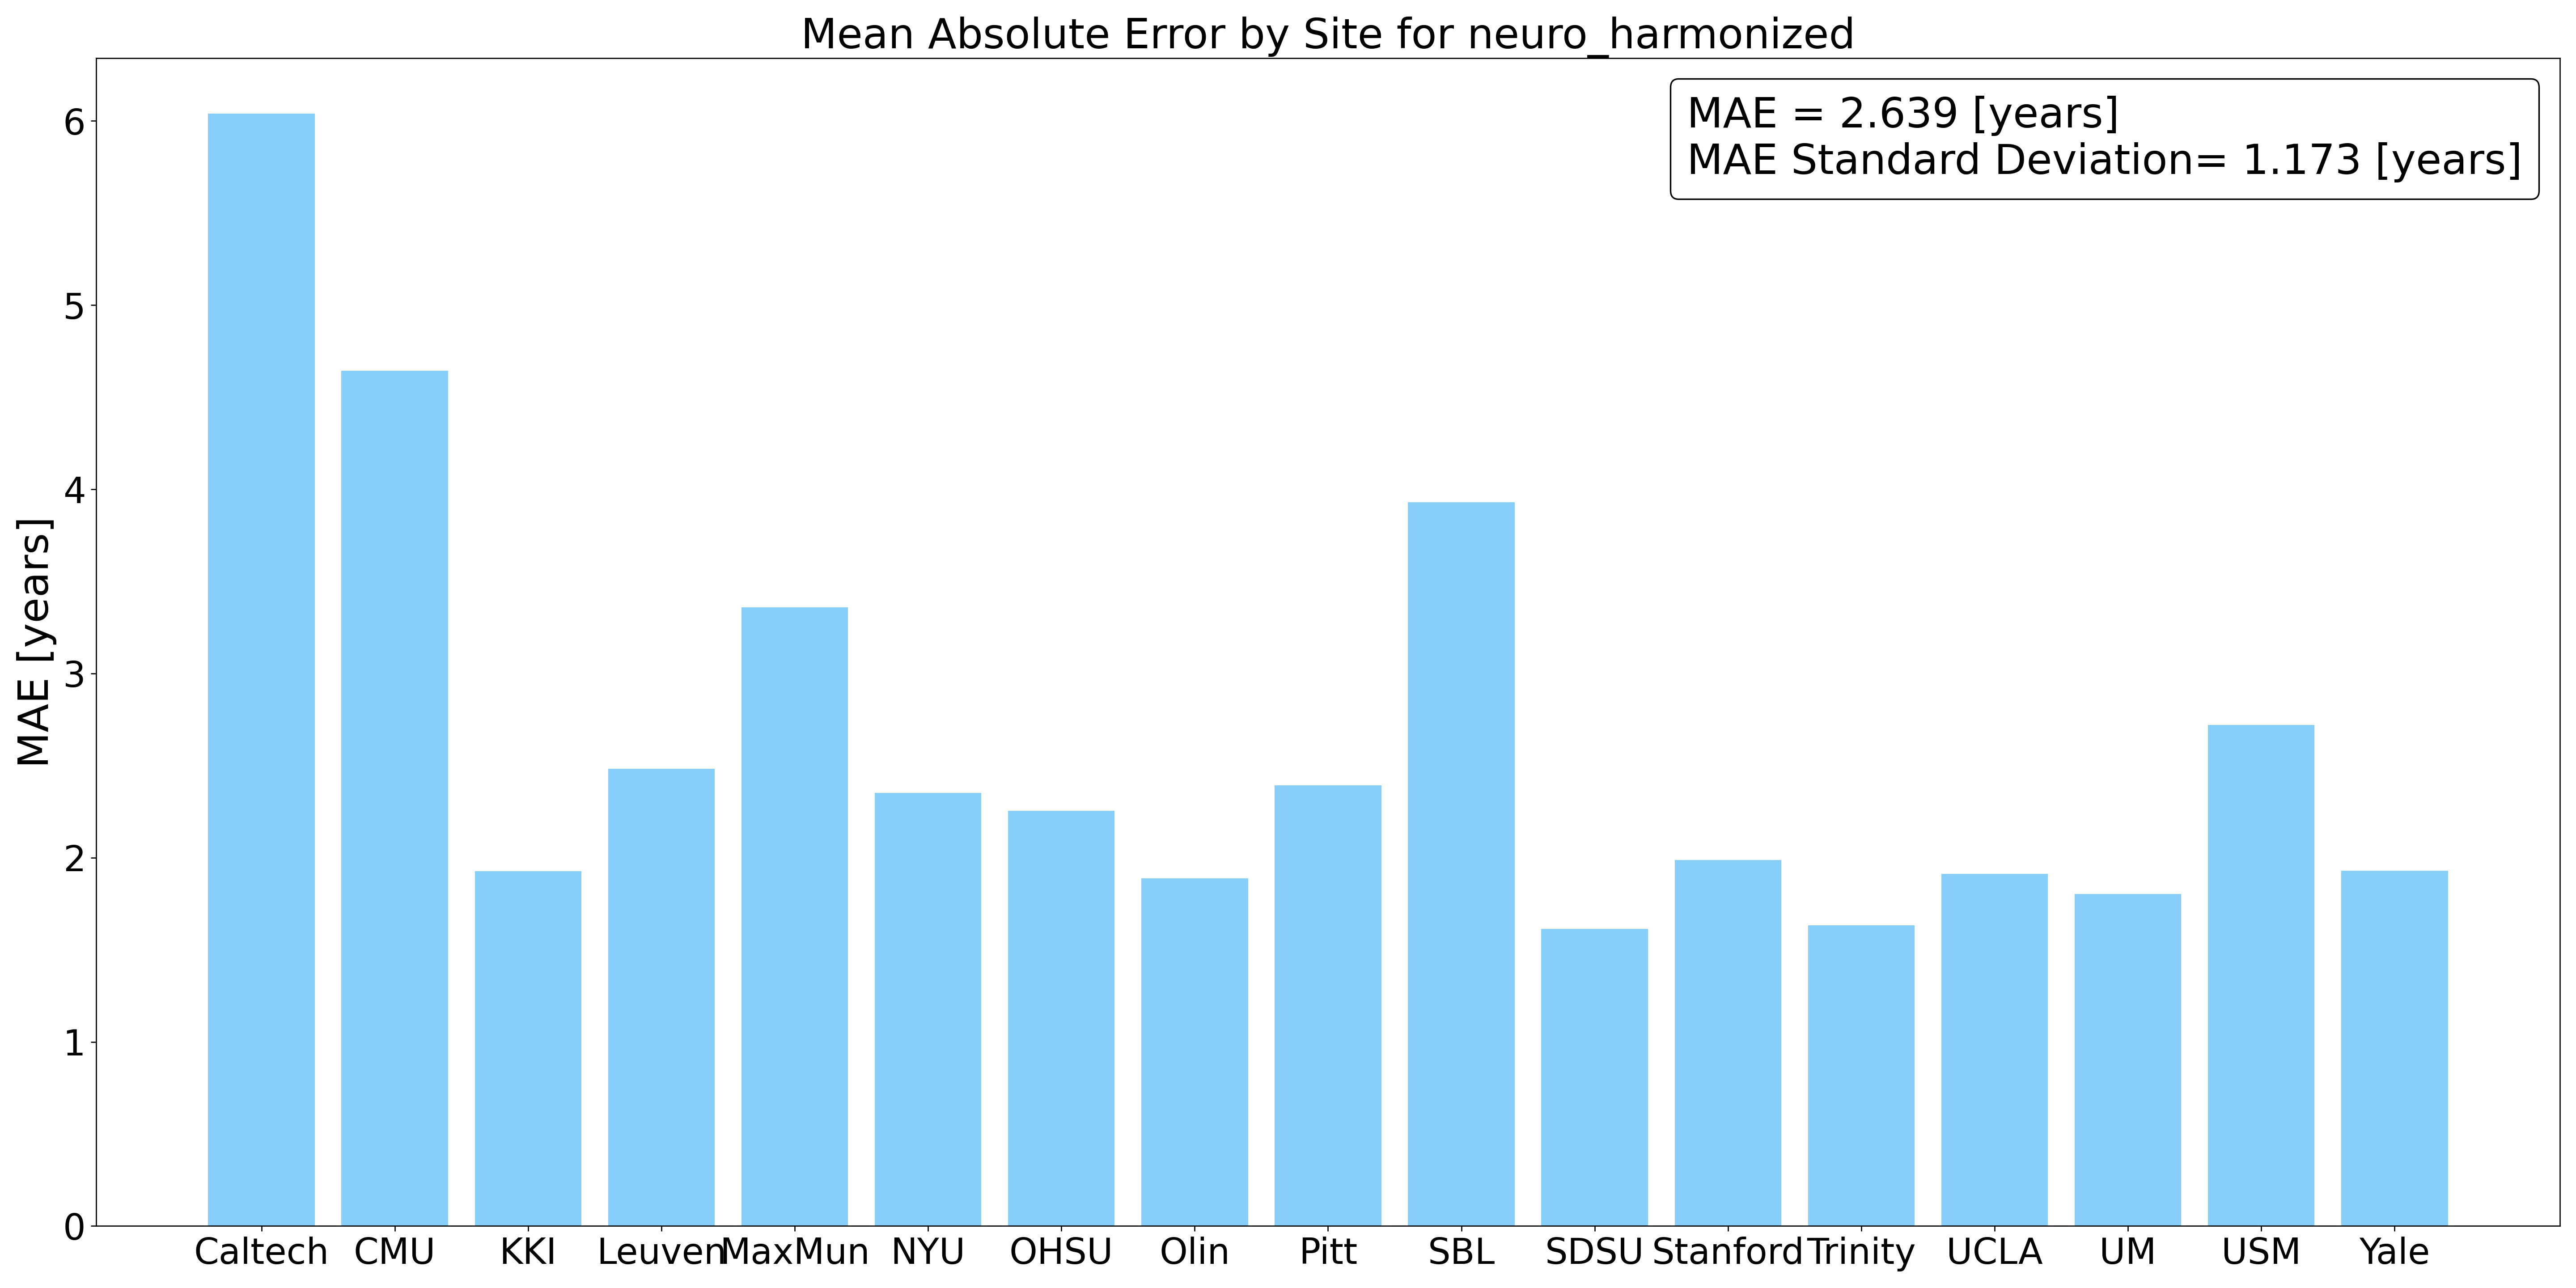 Mean Absolute Error by Site for neuro_harmonized
MAE = 2.639 [years]
MAE Standard Deviation= 1.173 [years]
MAE [years]
6
5
4
3
2
1
0
Caltech CMU KKI Leuven MaxMun NYU OHSU Olin Pitt SBL SDSU Stanford Trinity UCLA UM USM Yale